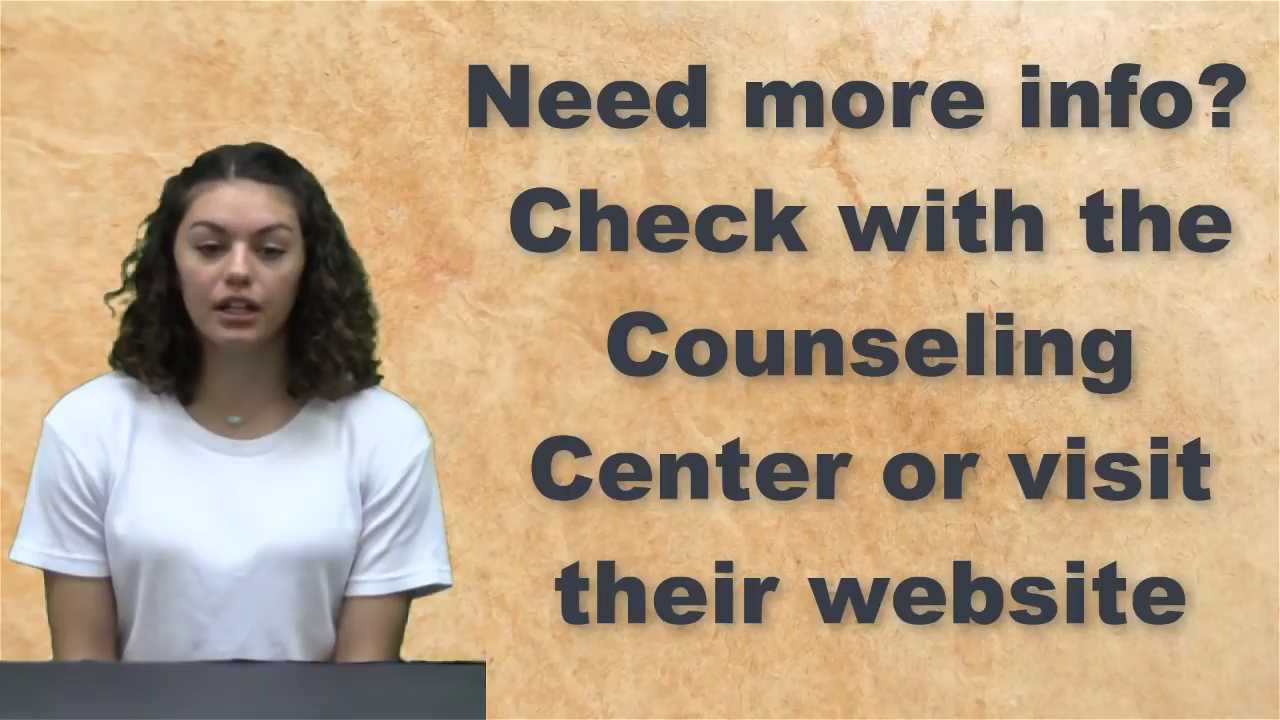 Need more info?
Check with the
Counseling
Center or visit
their website